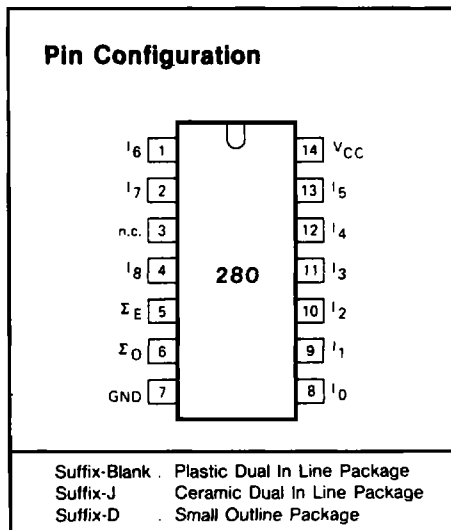 Pin Configuration
I6 1 14 VCC
I7 2 13 I5
n.c. 3 12 I4
I8 4 11 I3
280
ΣE 5 10 I2
ΣO 6 9 I1
GND 7 8 I0
Suffix-Blank . Plastic Dual In Line Package
Suffix-J Ceramic Dual In Line Package
Suffix-D . Small Outline Package